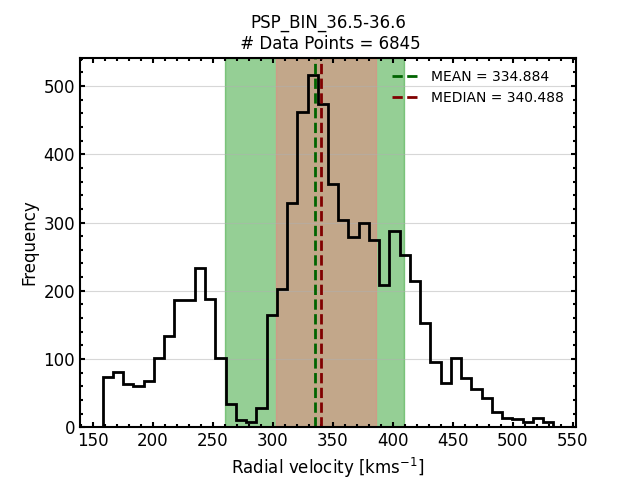 PSP_BIN_36.5-36.6
# Data Points = 6845
MEAN = 334.884
MEDIAN = 340.488
500
400
300
200
100
0
Frequency
150 200 250 300 350 400 450 500 550
Radial velocity [kms⁻¹]